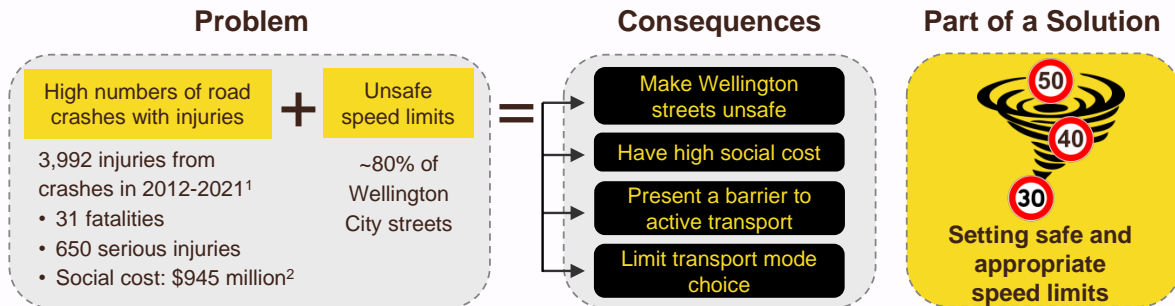 Problem
High numbers of road
crashes with injuries
+
Unsafe
speed limits
3,992 injuries from
crashes in 2012-2021¹
• 31 fatalities
• 650 serious injuries
• Social cost: $945 million²
~80% of
Wellington
City streets
=
Consequences
Make Wellington
streets unsafe
Have high social cost
Present a barrier to
active transport
Limit transport mode
choice
Part of a Solution
50
40
30
Setting safe and
appropriate
speed limits